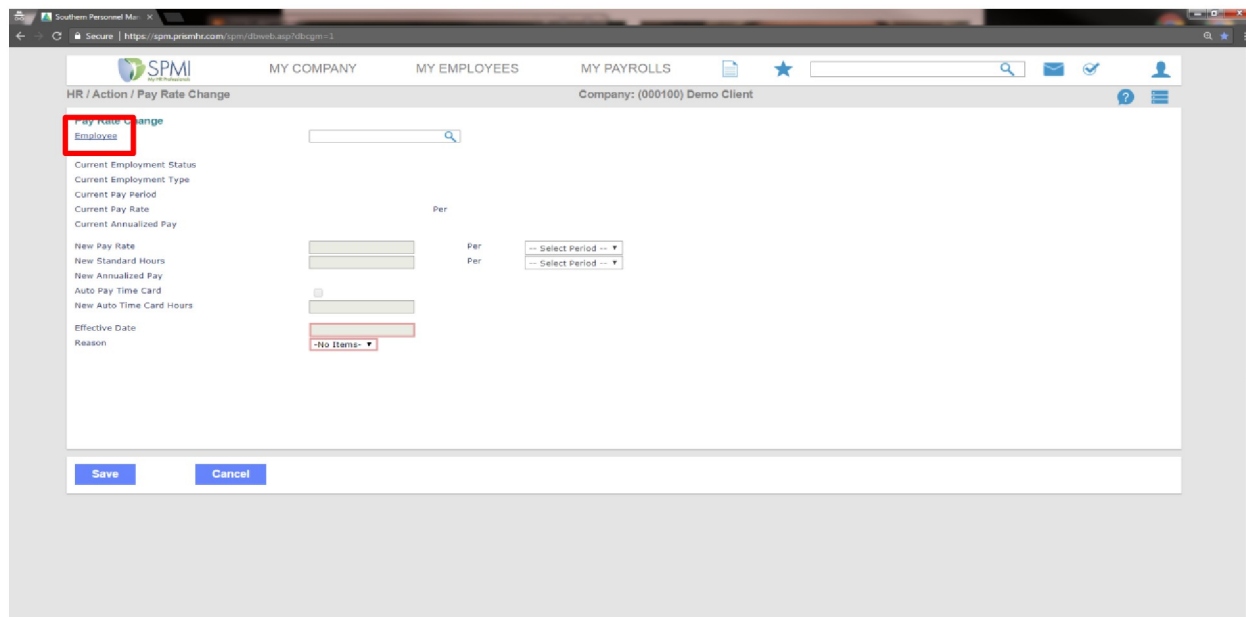 Southern Personnel Man
Secure | https://spm.prismhr.com/spm/dbweb.asp?dbcgm=1
SPMI MY COMPANY MY EMPLOYEES MY PAYROLLS
My HR Professionals
HR / Action / Pay Rate Change Company: (000100) Demo Client
Pay Rate Change
Employee
Current Employment Status
Current Employment Type
Current Pay Period
Current Pay Rate Per
Current Annualized Pay
New Pay Rate Per -- Select Period --
New Standard Hours Per -- Select Period --
New Annualized Pay
Auto Pay Time Card
New Auto Time Card Hours
Effective Date
Reason -No Items-
Save Cancel